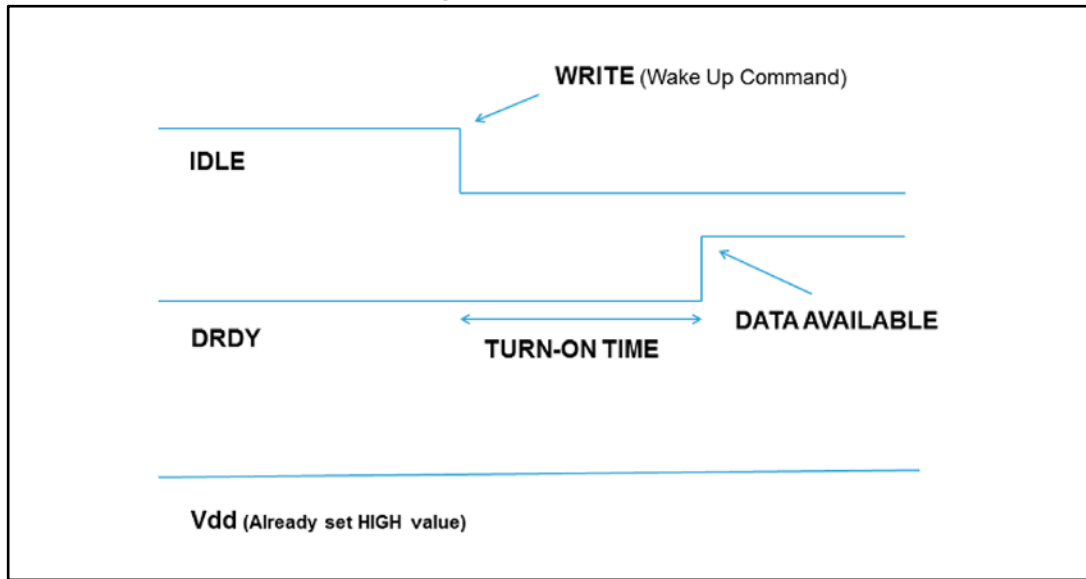 WRITE (Wake Up Command)
IDLE
DRDY
DATA AVAILABLE
TURN-ON TIME
Vdd (Already set HIGH value)